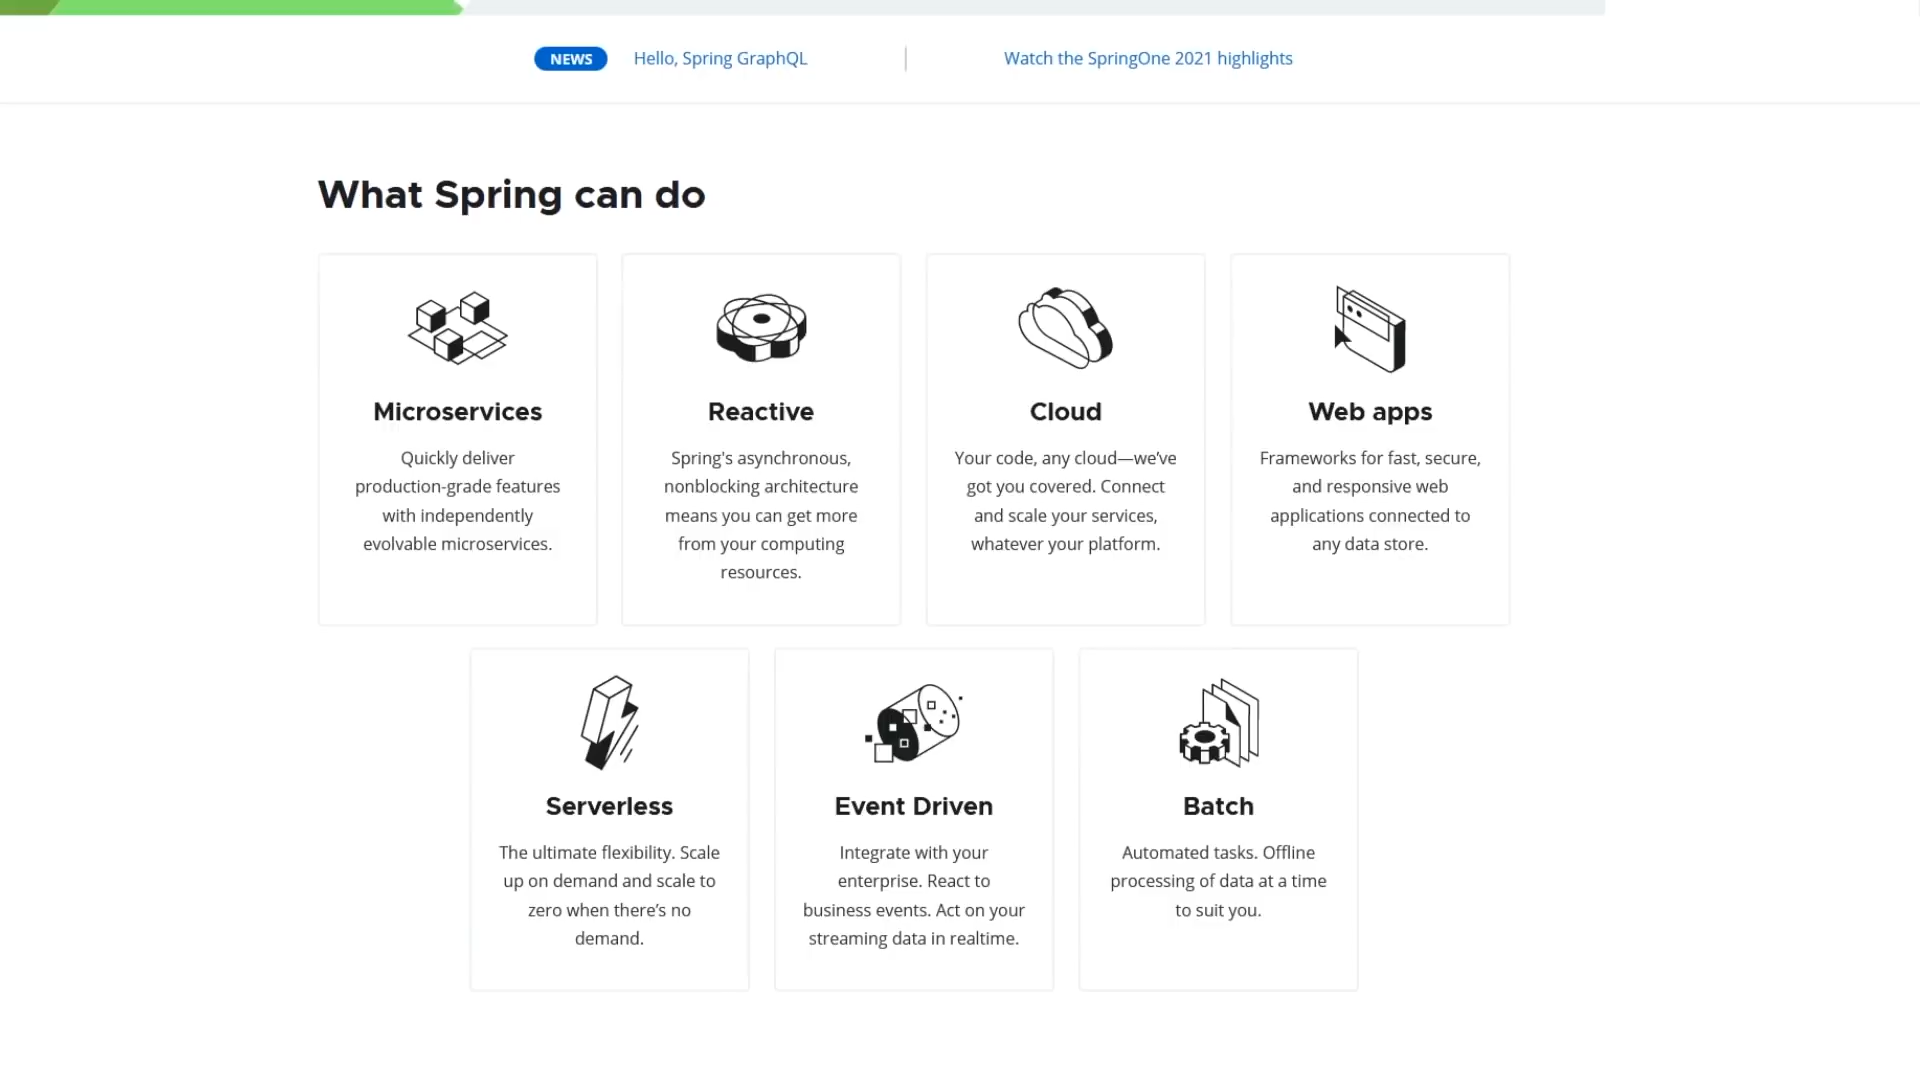 NEWS
Hello, Spring GraphQL
Watch the SpringOne 2021 highlights
What Spring can do
Microservices
Quickly deliver
production-grade features
with independently
evolvable microservices.
Reactive
Spring's asynchronous,
nonblocking architecture
means you can get more
from your computing
resources.
Cloud
Your code, any cloud—we’ve
got you covered. Connect
and scale your services,
whatever your platform.
Web apps
Frameworks for fast, secure,
and responsive web
applications connected to
any data store.
Serverless
The ultimate flexibility. Scale
up on demand and scale to
zero when there’s no
demand.
Event Driven
Integrate with your
enterprise. React to
business events. Act on your
streaming data in realtime.
Batch
Automated tasks. Offline
processing of data at a time
to suit you.